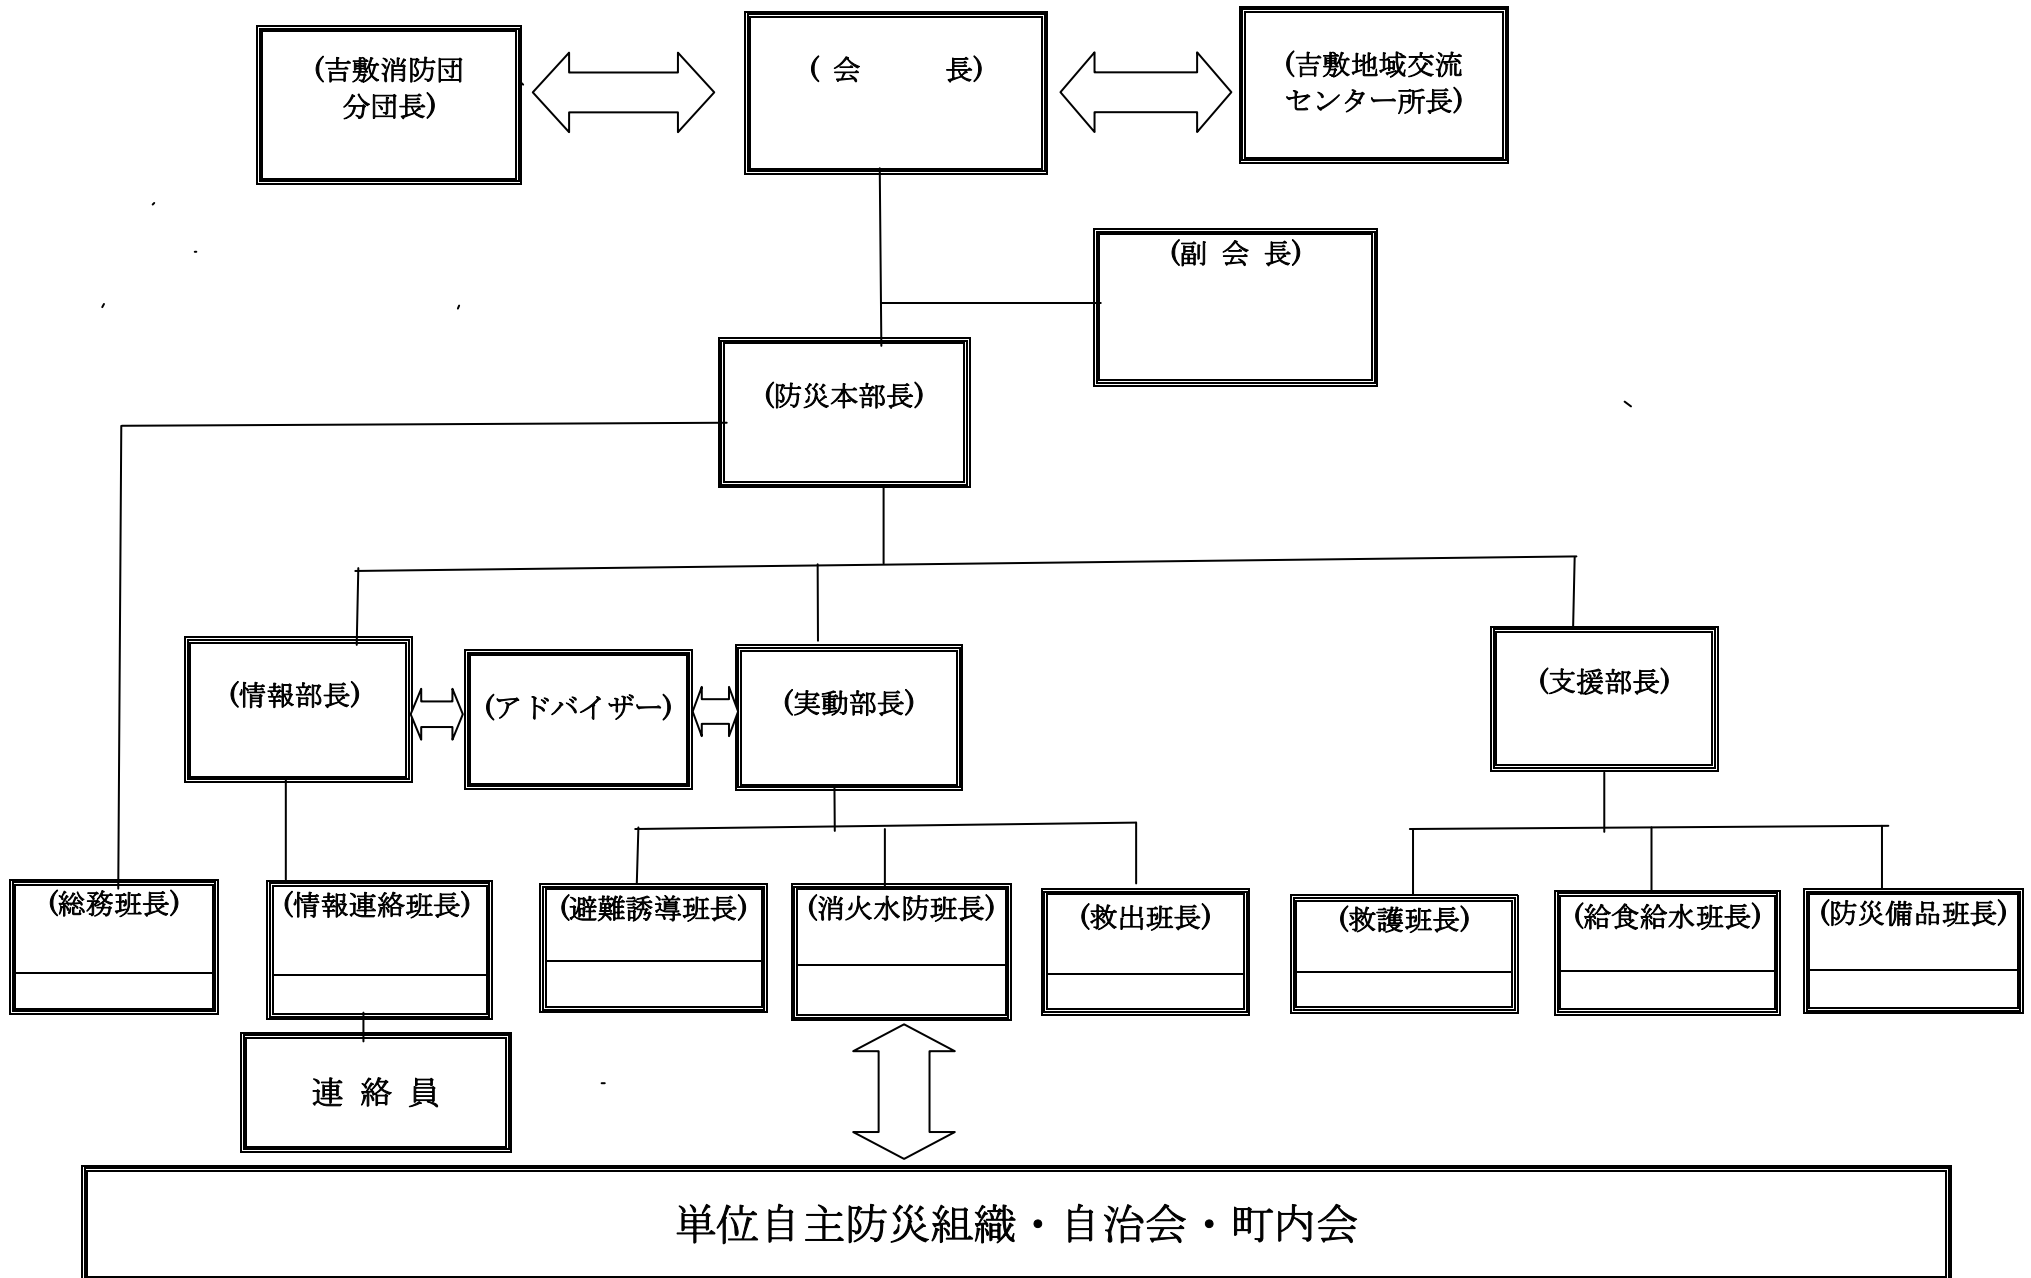 (吉敷消防団
分団長)
( 会　　　長)
(吉敷地域交流
センター所長)
(副 会 長)
(防災本部長)
(情報部長)
(アドバイザー)
(実動部長)
(支援部長)
(総務班長)
(情報連絡班長)
(避難誘導班長)
(消火水防班長)
(救出班長)
(救護班長)
(給食給水班長)
(防災備品班長)
連 絡 員
単位自主防災組織・自治会・町内会